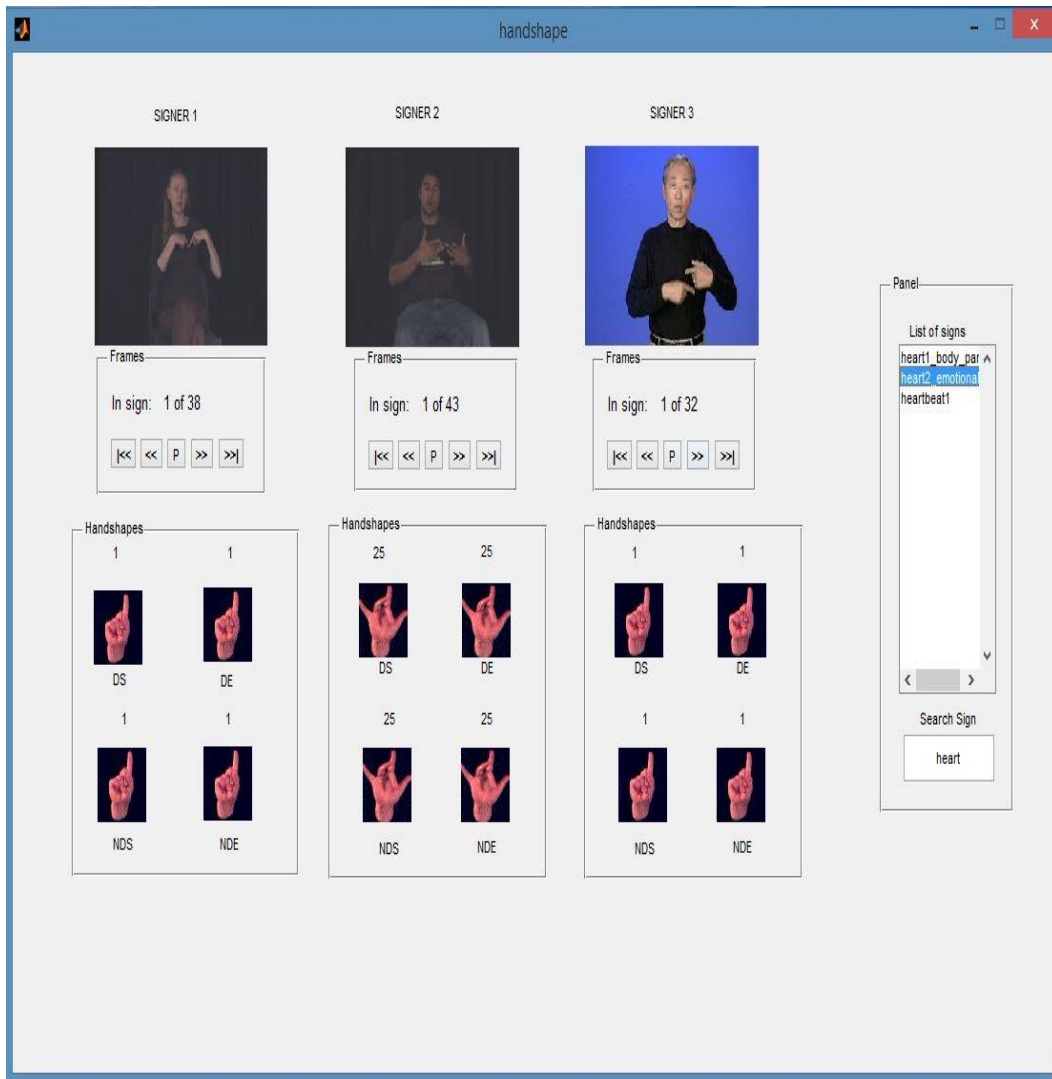 handshape
SIGNER 1
SIGNER 2
SIGNER 3
Frames
In sign: 1 of 38
|<< << P >> >>|
Frames
In sign: 1 of 43
|<< << P >> >>|
Frames
In sign: 1 of 32
|<< << P >> >>|
Handshapes
1 1
DS DE
1 1
NDS NDE
Handshapes
25 25
DS DE
25 25
NDS NDE
Handshapes
1 1
DS DE
1 1
NDS NDE
Panel
List of signs
heart1_body_par
heart2_emotional
heartbeat1
Search Sign
heart